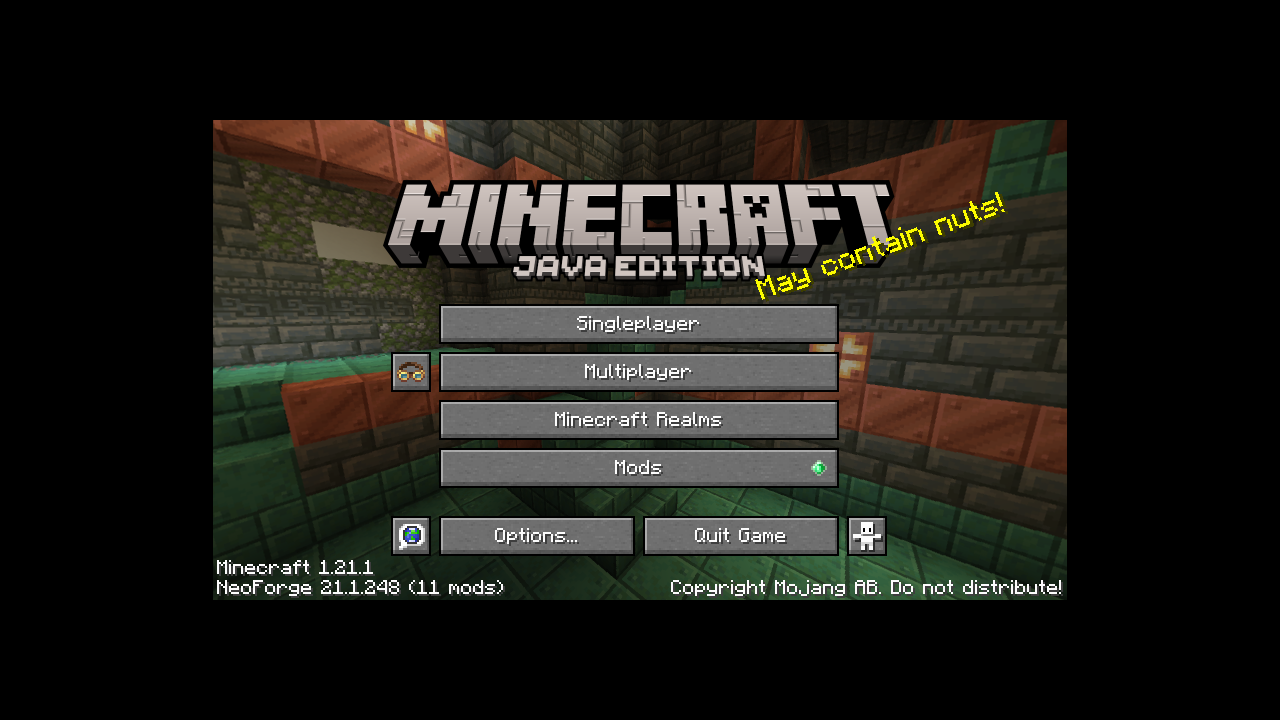 MINECRAFT
JAVA EDITION
May contain nuts!
Singleplayer
Multiplayer
Minecraft Realms
Mods
Options...
Quit Game
Minecraft 1.21.1
NeoForge 21.1.248 (11 mods)
Copyright Mojang AB. Do not distribute!